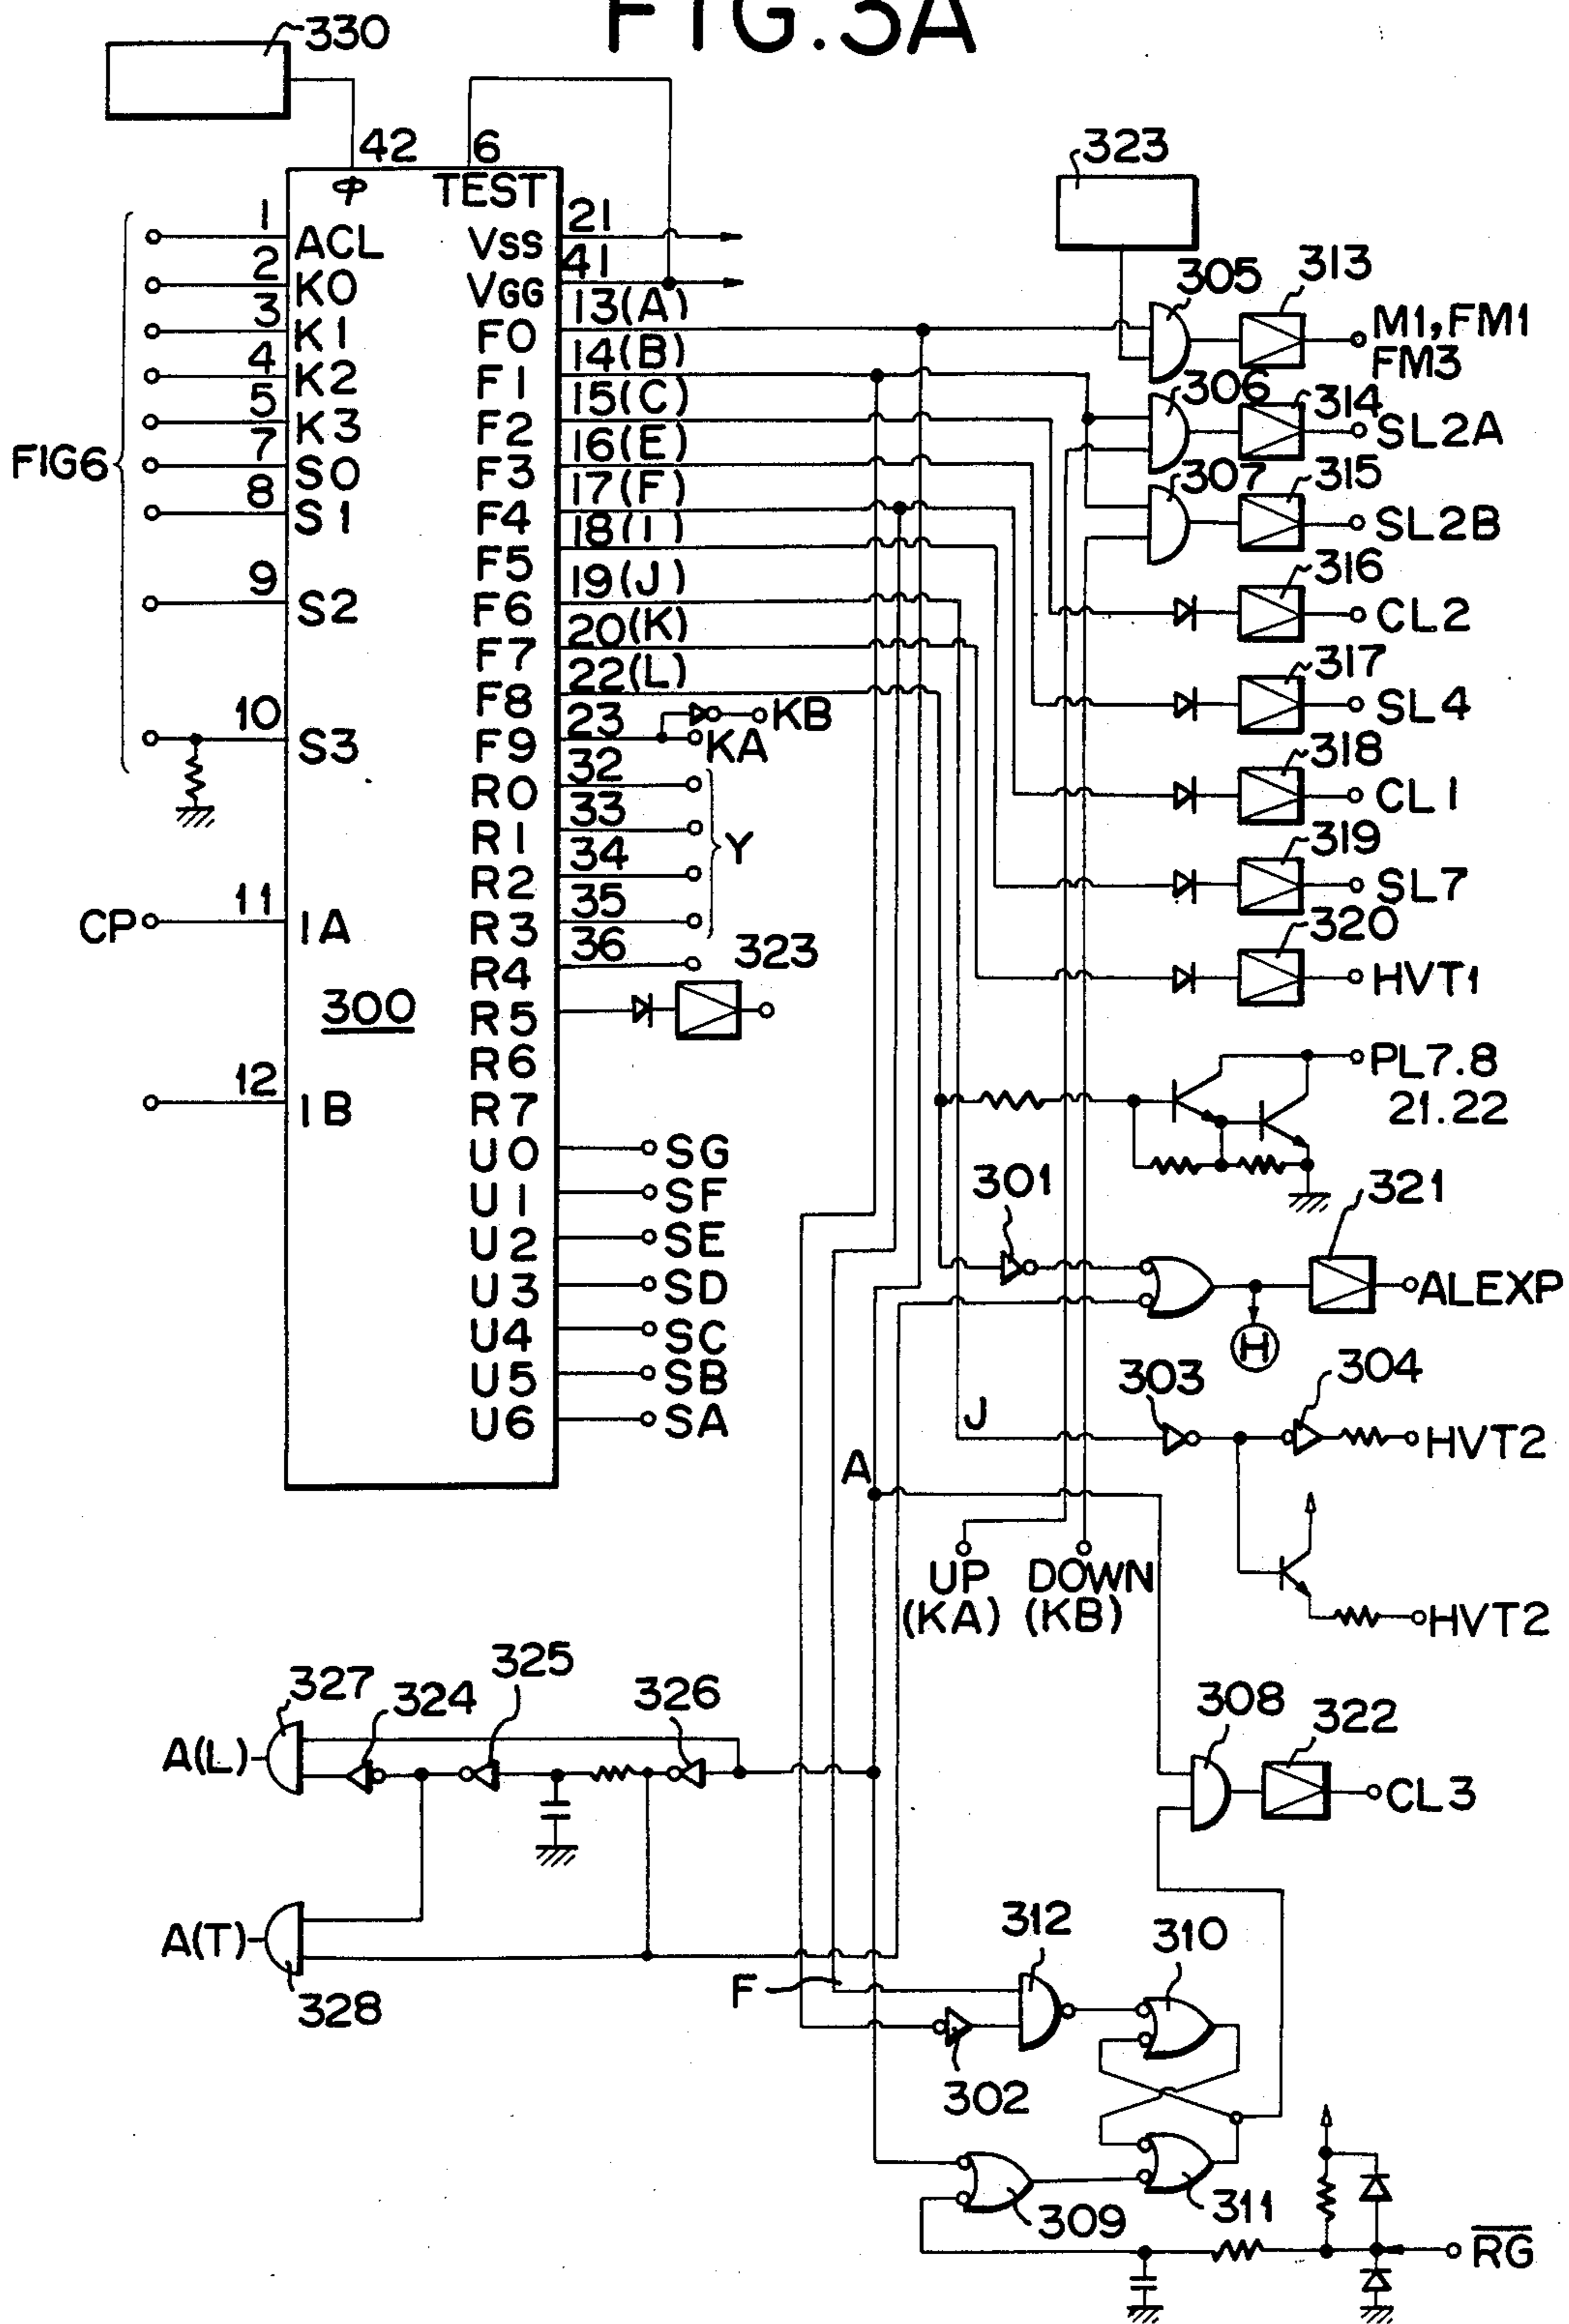 FIG.3A
330
42 6
323
φ TEST
1 ACL
2 K0
3 K1
4 K2
5 K3
7 S0
8 S1
9 S2
10 S3
FIG6
CP 11 IA
300
12 IB
VSS 21
VGG 41
F0 13(A)
F1 14(B)
F2 15(C)
F3 16(E)
F4 17(F)
F5 18(I)
F6 19(J)
F7 20(K)
F8 22(L)
F9 23
KB
KA
R0 32
R1 33
R2 34
R3 35
Y
R4 36
323
R5
R6
R7
U0 SG
U1 SF
U2 SE
U3 SD
U4 SC
U5 SB
U6 SA
305 313
M1,FM1
FM3
306 314
SL2A
307 315
SL2B
316
CL2
317
SL4
318
CL1
319
SL7
320
HVT1
PL7.8
21.22
301 321
ALEXP
H
303 304
J
HVT2
A
UP DOWN
(KA) (KB)
HVT2
327 324 325 326
A(L)
308 322
CL3
A(T)
328
312 310
F
302
311
309
RG